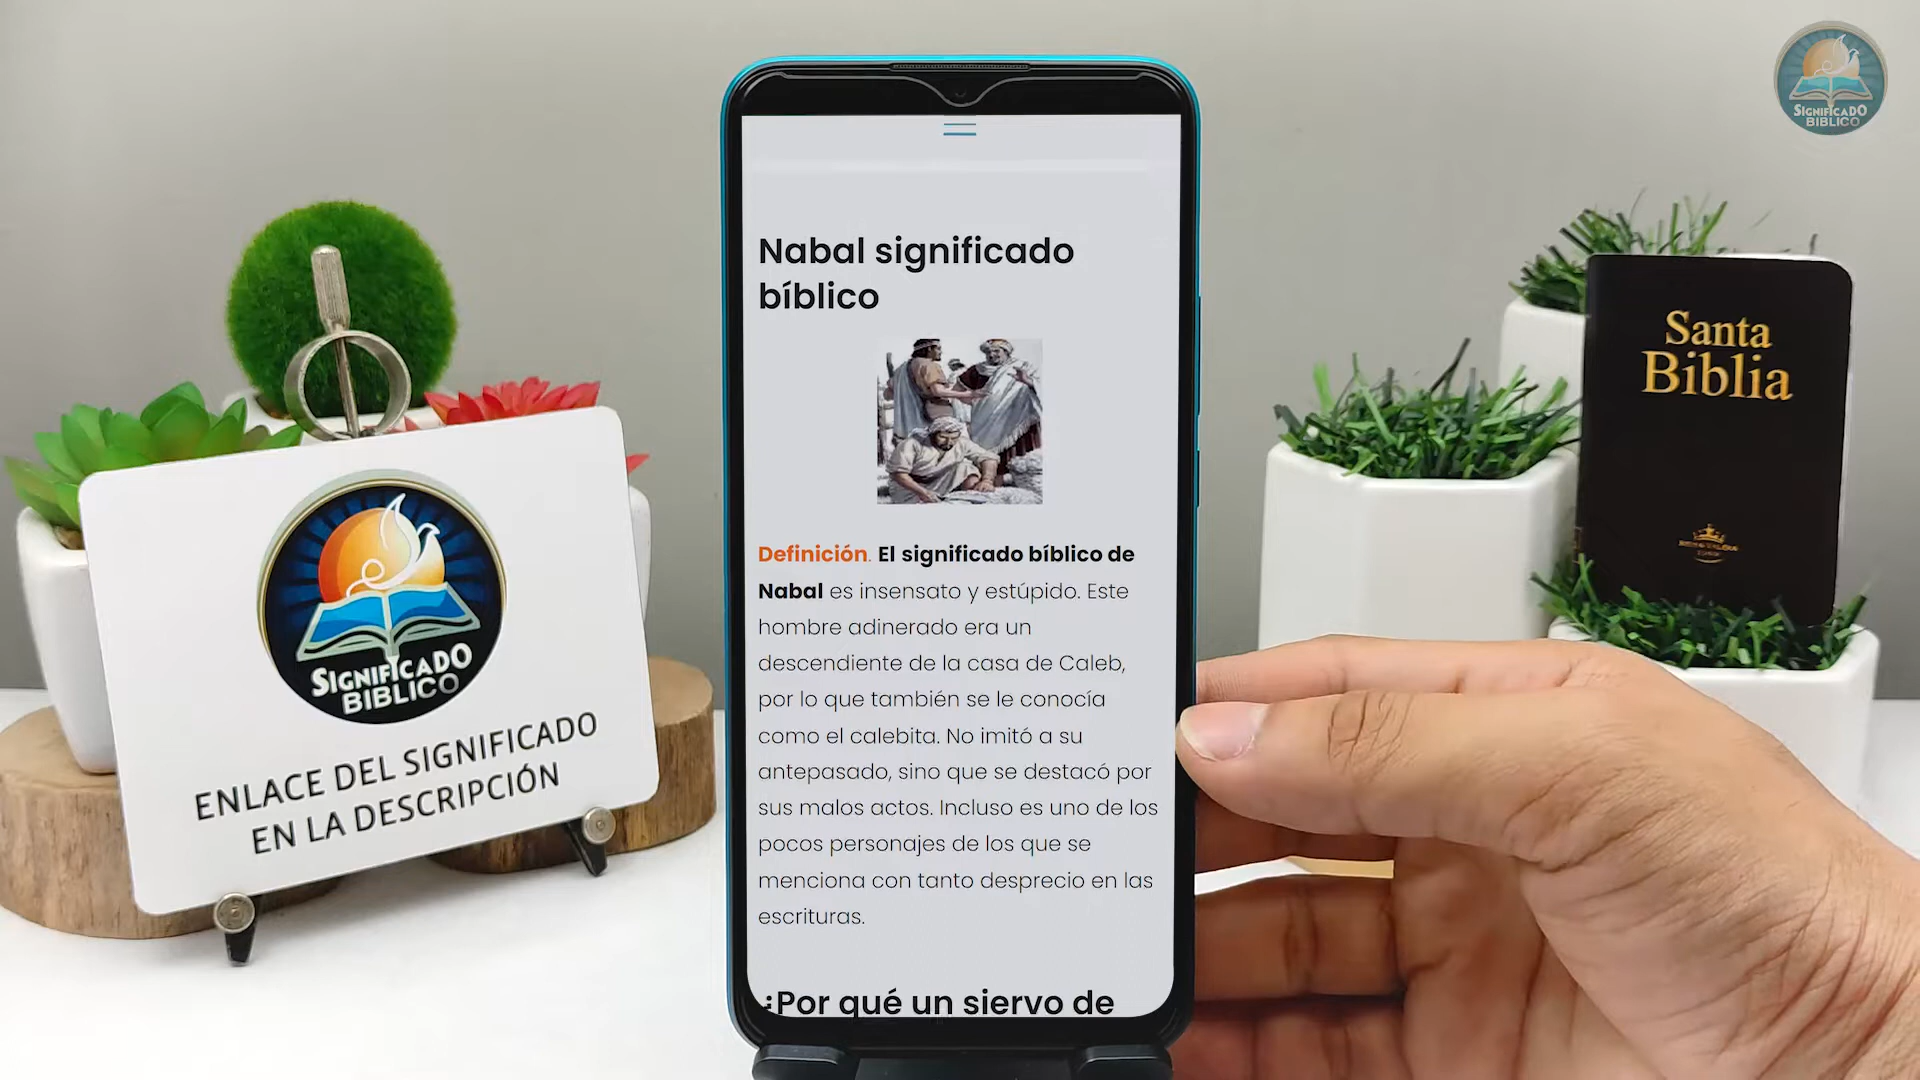 SIGNIFICADO
BIBLICO
Nabal significado
bíblico
Definición. El significado bíblico de
Nabal es insensato y estúpido. Este
hombre adinerado era un
descendiente de la casa de Caleb,
por lo que también se le conocía
como el calebita. No imitó a su
antepasado, sino que se destacó por
sus malos actos. Incluso es uno de los
pocos personajes de los que se
menciona con tanto desprecio en las
escrituras.
¿Por qué un siervo de
SIGNIFICADO
BIBLICO
ENLACE DEL SIGNIFICADO
EN LA DESCRIPCIÓN
Santa
Biblia